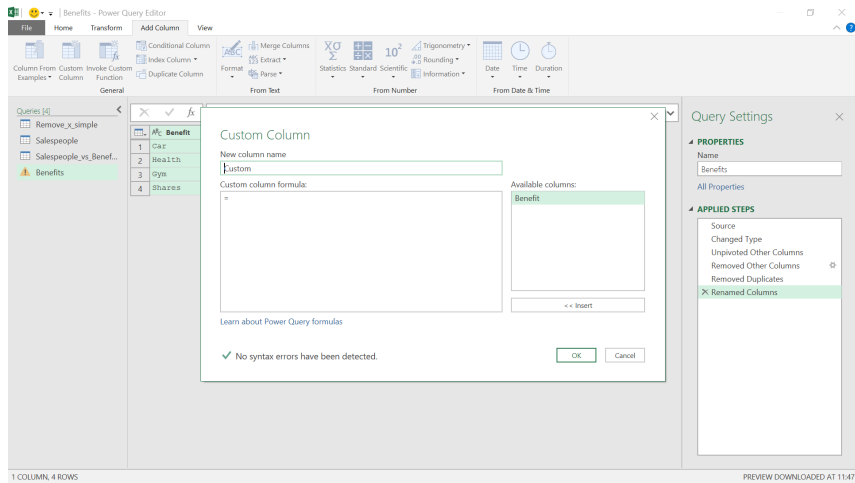 Benefits - Power Query Editor
File Home Transform Add Column View
Column From Examples
Custom Column
Invoke Custom Function
Conditional Column
Index Column
Duplicate Column
General
ABC
Format
Merge Columns
Extract
Parse
From Text
Statistics
Standard
10²
Scientific
Trigonometry
Rounding
Information
From Number
Date
Time
Duration
From Date & Time
Queries [4]
Remove_x_simple
Salespeople
Salespeople_vs_Benef...
Benefits
fx
Benefit
1 Car
2 Health
3 Gym
4 Shares
Custom Column
New column name
Custom
Custom column formula:
=
Available columns:
Benefit
<< Insert
Learn about Power Query formulas
No syntax errors have been detected.
OK Cancel
Query Settings
PROPERTIES
Name
Benefits
All Properties
APPLIED STEPS
Source
Changed Type
Unpivoted Other Columns
Removed Other Columns
Removed Duplicates
Renamed Columns
1 COLUMN, 4 ROWS
PREVIEW DOWNLOADED AT 11:47